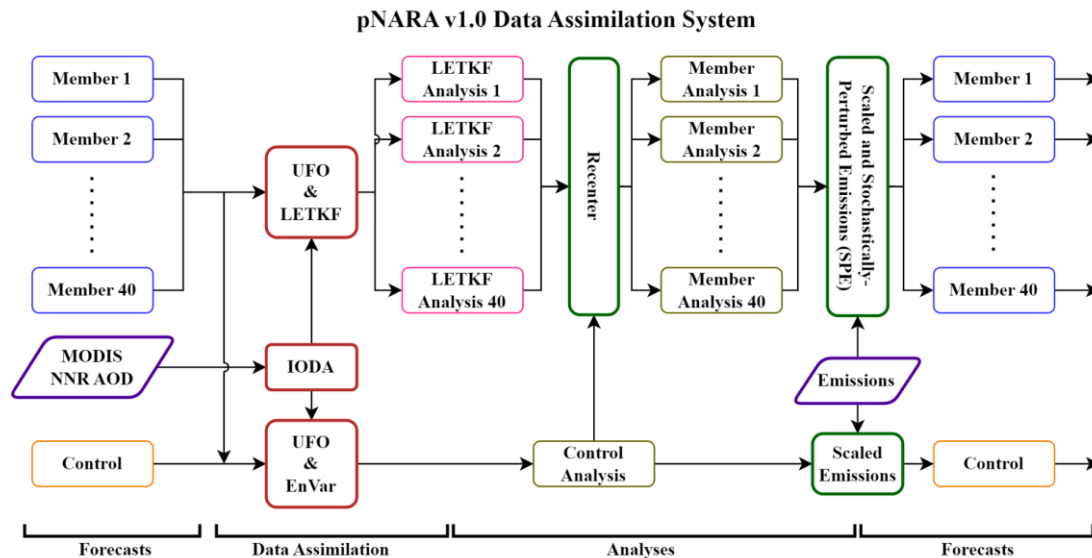 pNARA v1.0 Data Assimilation System
Member 1
Member 2
Member 40
MODIS
NNR AOD
Control
UFO
&
LETKF
IODA
UFO
&
EnVar
LETKF
Analysis 1
LETKF
Analysis 2
LETKF
Analysis 40
Recenter
Control
Analysis
Member
Analysis 1
Member
Analysis 2
Member
Analysis 40
Scaled and Stochastically-
Perturbed Emissions (SPE)
Emissions
Scaled
Emissions
Member 1
Member 2
Member 40
Control
Forecasts
Data Assimilation
Analyses
Forecasts